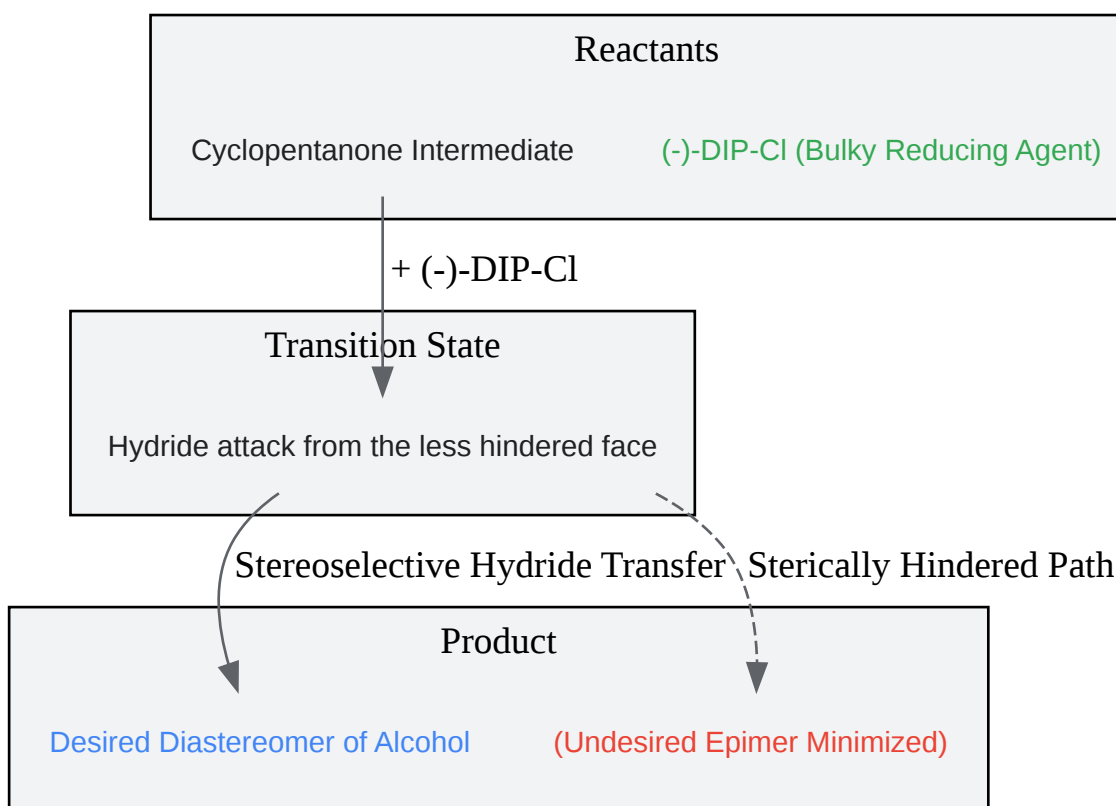 Reactants
Cyclopentanone Intermediate
(-)-DIP-Cl (Bulky Reducing Agent)
+ (-)-DIP-Cl
Transition State
Hydride attack from the less hindered face
Stereoselective Hydride Transfer
Sterically Hindered Path
Product
Desired Diastereomer of Alcohol
(Undesired Epimer Minimized)